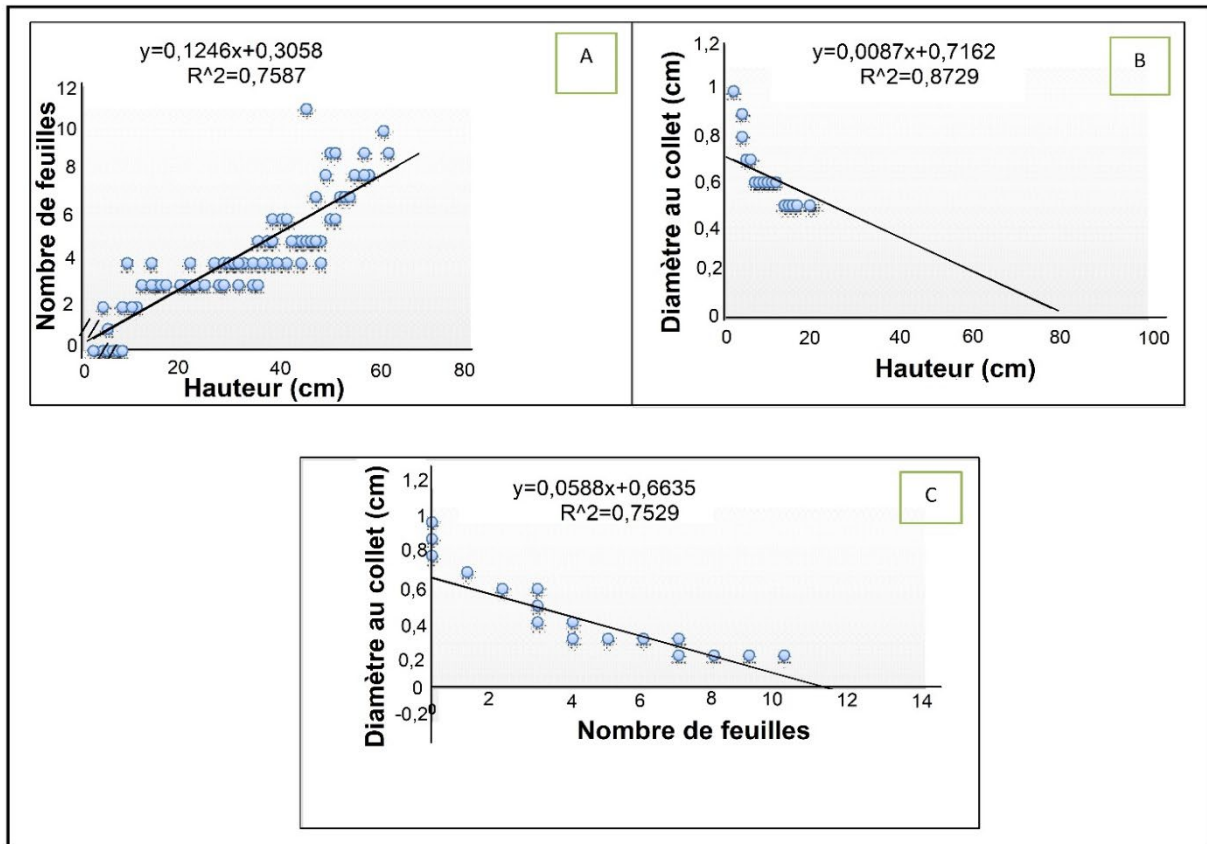 y=0,1246x+0,3058
R^2=0,7587
A
Nombre de feuilles
12
10
8
6
4
2
0
0 20 40 60 80
Hauteur (cm)
y=0,0087x+0,7162
R^2=0,8729
B
Diamètre au collet (cm)
1,2
1
0,8
0,6
0,4
0,2
0
0 20 40 60 80 100
Hauteur (cm)
y=0,0588x+0,6635
R^2=0,7529
C
Diamètre au collet (cm)
1,2
1
0,8
0,6
0,4
0,2
0
-0,2
0 2 4 6 8 10 12 14
Nombre de feuilles